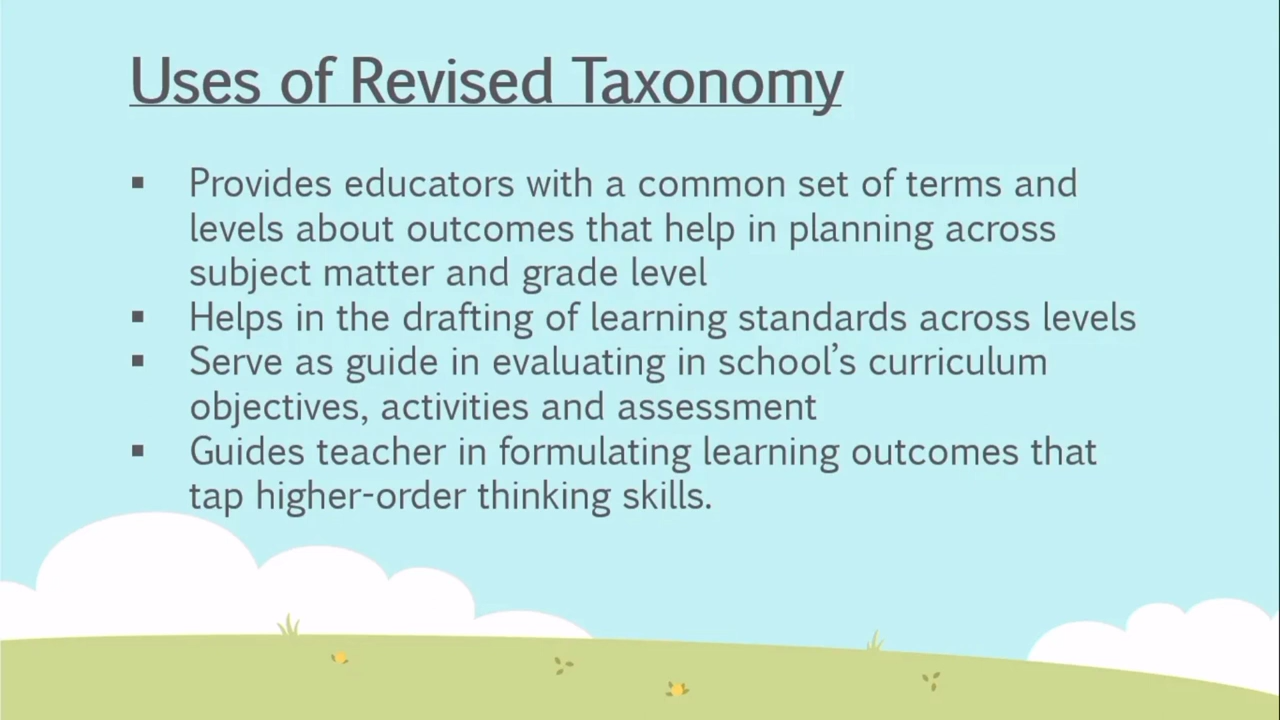 Uses of Revised Taxonomy
▪ Provides educators with a common set of terms and
levels about outcomes that help in planning across
subject matter and grade level
▪ Helps in the drafting of learning standards across levels
▪ Serve as guide in evaluating in school’s curriculum
objectives, activities and assessment
▪ Guides teacher in formulating learning outcomes that
tap higher-order thinking skills.